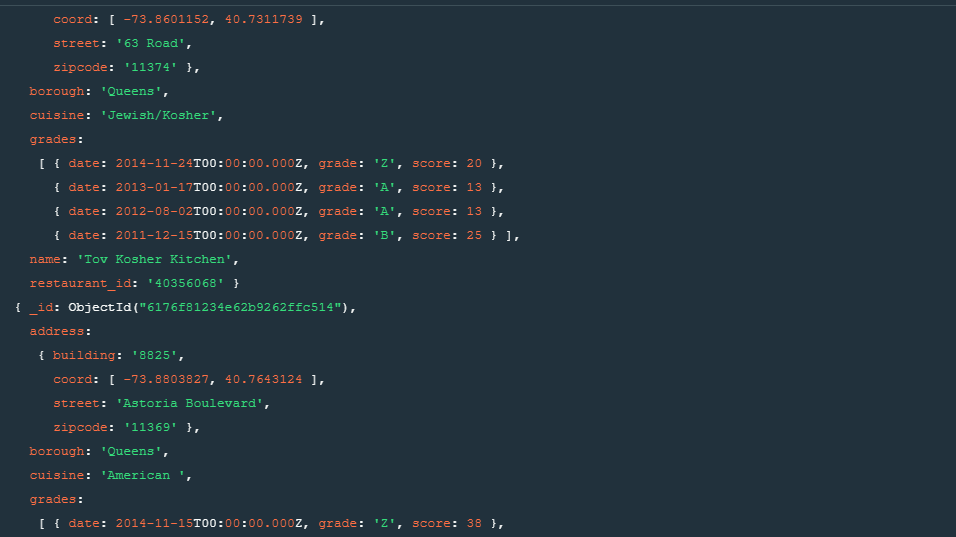 coord: [ -73.8601152, 40.7311739 ],
street: '63 Road',
zipcode: '11374' },
borough: 'Queens',
cuisine: 'Jewish/Kosher',
grades:
[ { date: 2014-11-24T00:00:00.000Z, grade: 'Z', score: 20 },
{ date: 2013-01-17T00:00:00.000Z, grade: 'A', score: 13 },
{ date: 2012-08-02T00:00:00.000Z, grade: 'A', score: 13 },
{ date: 2011-12-15T00:00:00.000Z, grade: 'B', score: 25 } ],
name: 'Tov Kosher Kitchen',
restaurant_id: '40356068' }
{ _id: ObjectId("6176f81234e62b9262ffc514"),
address:
{ building: '8825',
coord: [ -73.8803827, 40.7643124 ],
street: 'Astoria Boulevard',
zipcode: '11369' },
borough: 'Queens',
cuisine: 'American ',
grades:
[ { date: 2014-11-15T00:00:00.000Z, grade: 'Z', score: 38 },